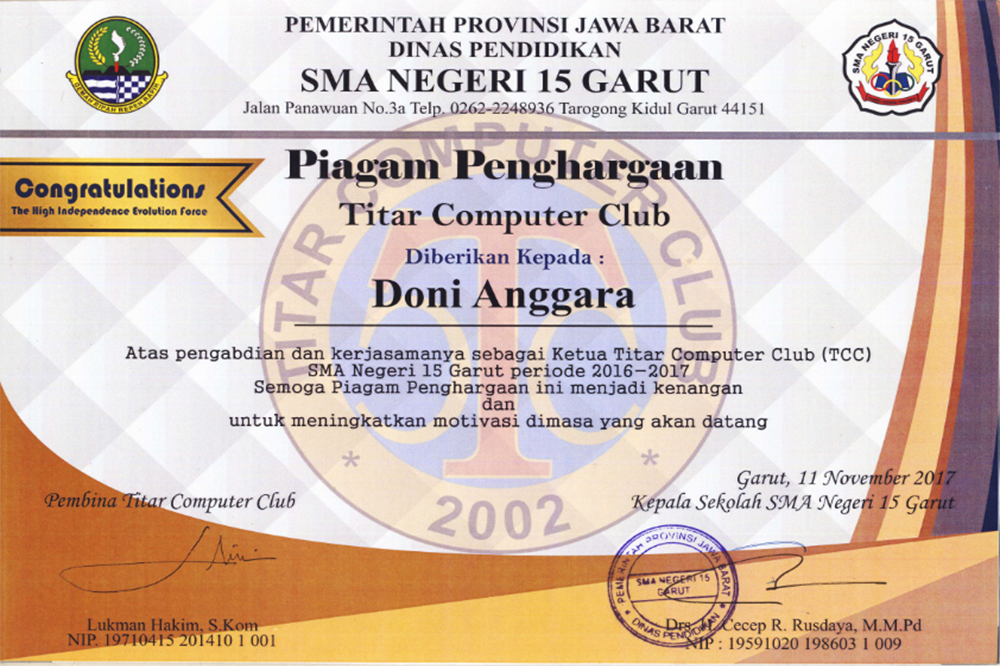 PEMERINTAH PROVINSI JAWA BARAT
DINAS PENDIDIKAN
SMA NEGERI 15 GARUT
Jalan Panawuan No.3a Telp. 0262-2248936 Tarogong Kidul Garut 44151
GEMAH RIPAH REPEH RAPIH
SMA NEGERI 15 GARUT
Congratulations
The High Independence Evolution Force
Piagam Penghargaan
Titar Computer Club
Diberikan Kepada :
Doni Anggara
Atas pengabdian dan kerjasamanya sebagai Ketua Titar Computer Club (TCC)
SMA Negeri 15 Garut periode 2016-2017
Semoga Piagam Penghargaan ini menjadi kenangan
dan
untuk meningkatkan motivasi dimasa yang akan datang
TITAR COMPUTER CLUB
2002
Garut, 11 November 2017
Pembina Titar Computer Club
Kepala Sekolah SMA Negeri 15 Garut
PEMERINTAH PROVINSI JAWA BARAT
SMA NEGERI 15
GARUT
DINAS PENDIDIKAN
Lukman Hakim, S.Kom
NIP. 19710415 201410 1 001
Drs. H. Cecep R. Rusdaya, M.M.Pd
NIP : 19591020 198603 1 009